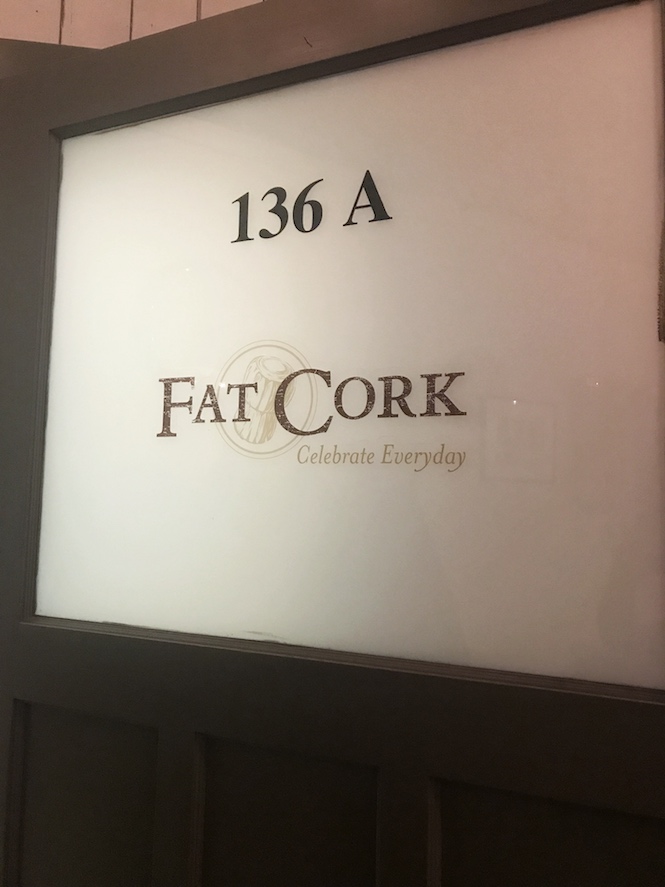 136 A
FAT CORK
Celebrate Everyday